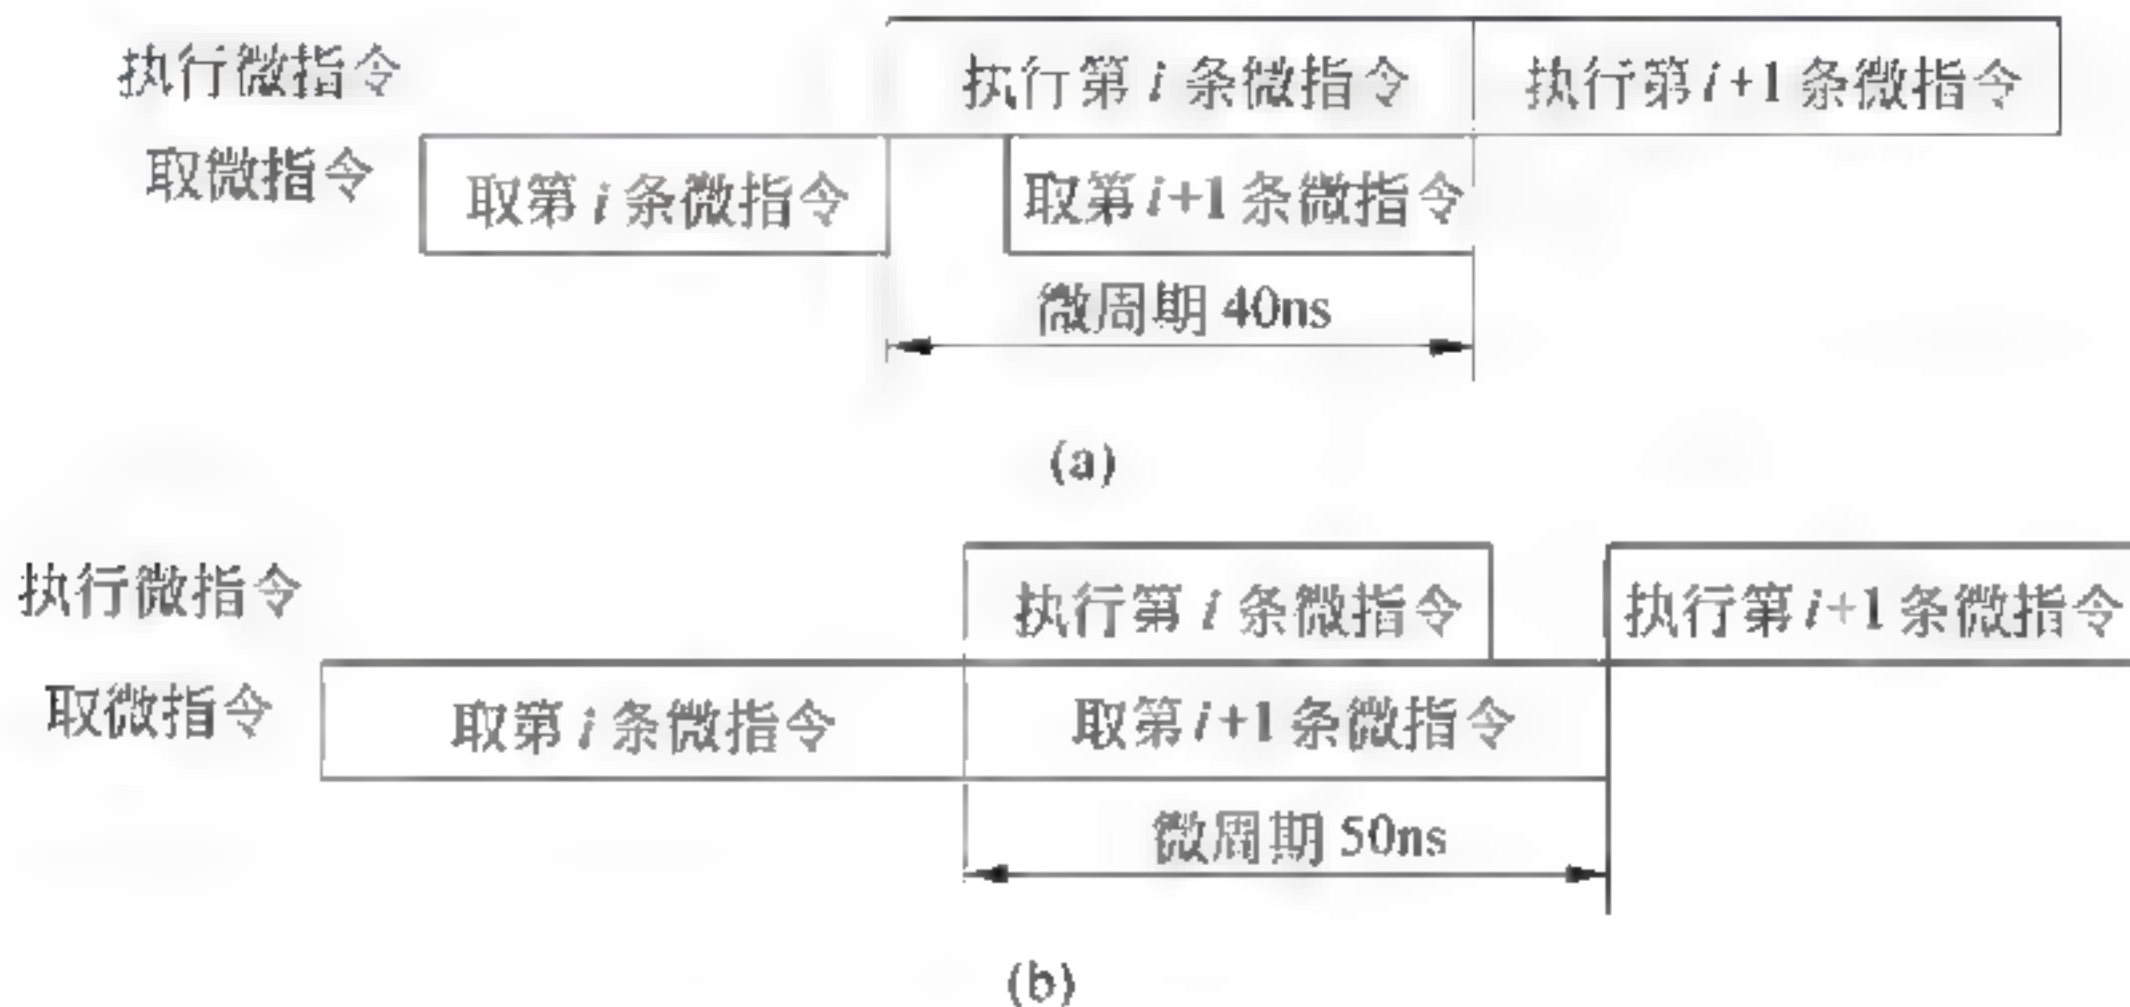 执行微指令
执行第 i 条微指令
执行第 i+1 条微指令
取微指令
取第 i 条微指令
取第 i+1 条微指令
微周期 40ns
(a)
执行微指令
执行第 i 条微指令
执行第 i+1 条微指令
取微指令
取第 i 条微指令
取第 i+1 条微指令
微周期 50ns
(b)